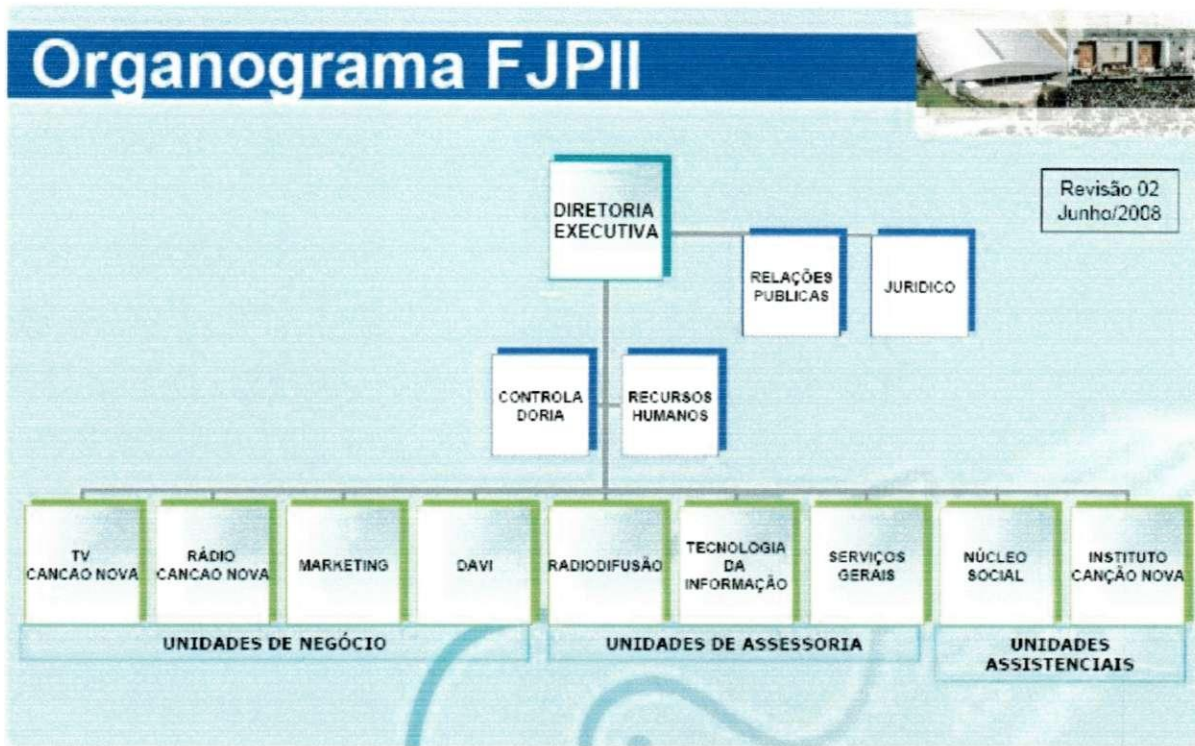 Organograma FJPII
Revisão 02
Junho/2008
DIRETORIA
EXECUTIVA
RELAÇÕES
PUBLICAS
JURIDICO
CONTROLA
DORIA
RECURSOS
HUMANOS
TV
CANCAO NOVA
RÁDIO
CANCAO NOVA
MARKETING
DAVI
RADIODIFUSÃO
TECNOLOGIA
DA
INFORMAÇÃO
SERVIÇOS
GERAIS
NÚCLEO
SOCIAL
INSTITUTO
CANÇÃO NOVA
UNIDADES DE NEGÓCIO
UNIDADES DE ASSESSORIA
UNIDADES
ASSISTENCIAIS